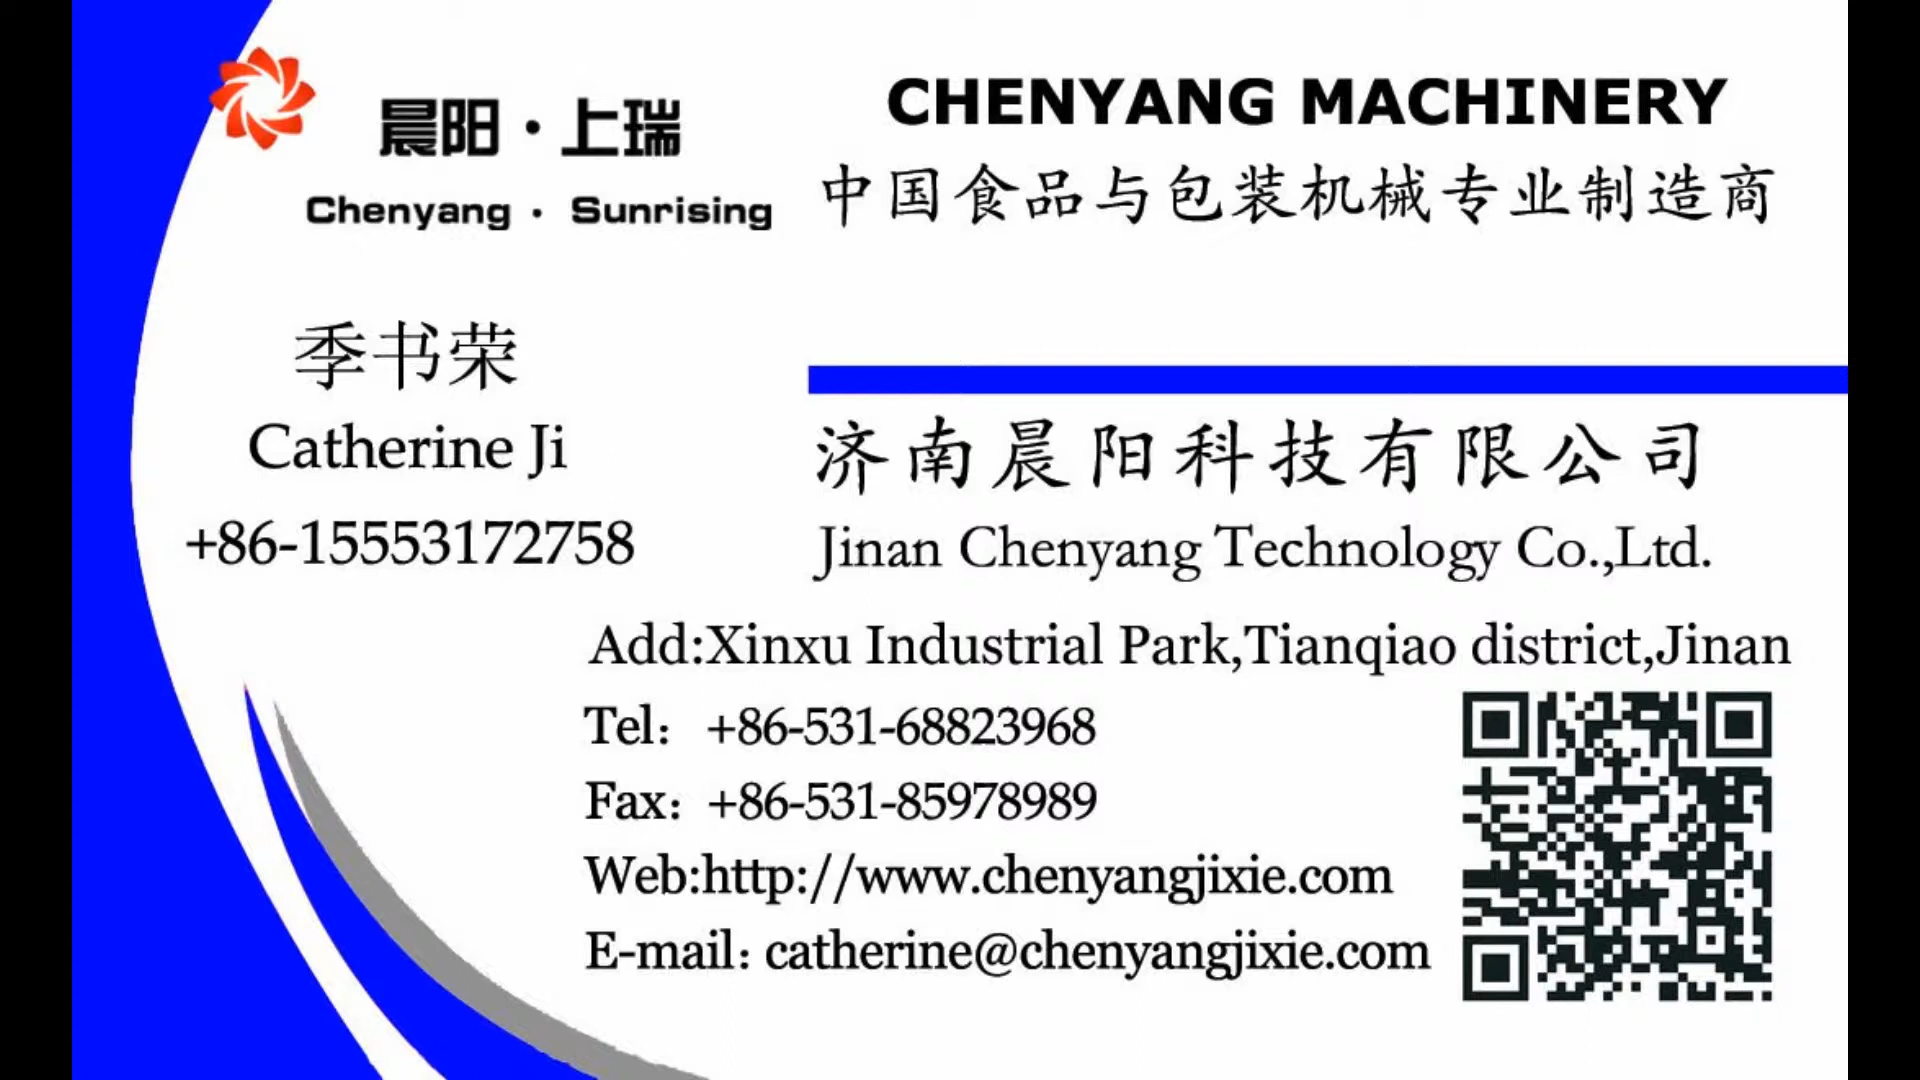 晨阳·上瑞
Chenyang · Sunrising
CHENYANG MACHINERY
中国食品与包装机械专业制造商
季书荣
Catherine Ji
+86-15553172758
济南晨阳科技有限公司
Jinan Chenyang Technology Co.,Ltd.
Add:Xinxu Industrial Park,Tianqiao district,Jinan
Tel：+86-531-68823968
Fax：+86-531-85978989
Web:http://www.chenyangjixie.com
E-mail：catherine@chenyangjixie.com